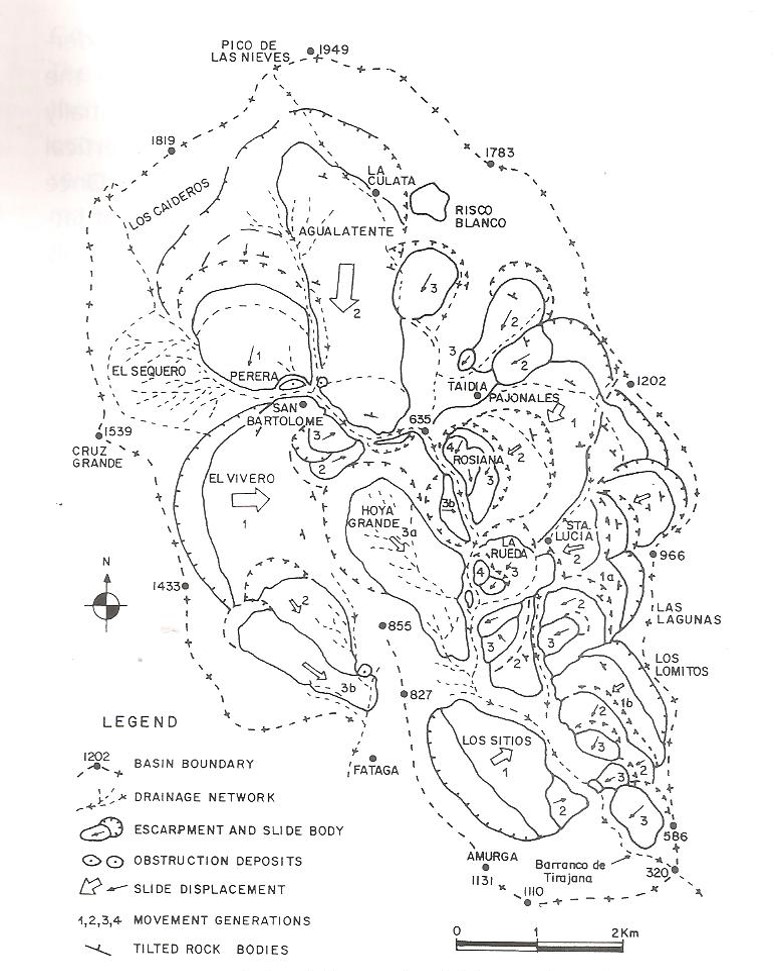 PICO DE
LAS NIEVES
1949
1819
1783
LA
CULATA
LOS CAIDEROS
RISCO
BLANCO
AGUALATENTE
2
3
2
3
2
1
EL SEQUERO
PERERA
TAIDIA
PAJONALES
1202
1
SAN
BARTOLOME
635
1539
CRUZ
GRANDE
3
2
4
ROSIANA
2
3
EL VIVERO
1
HOYA
GRANDE
3a
3b
STA.
LUCIA
2
LA
RUEDA
3
4
966
1a
1433
N
2
2
LAS
LAGUNAS
855
3
3
2
LOS
LOMITOS
3b
827
1b
2
3
LOS SITIOS
1
2
3
2
3
FATAGA
586
AMURGA
1131
Barranco de
Tirajana
320
1110
LEGEND
1202
BASIN BOUNDARY
DRAINAGE NETWORK
ESCARPMENT AND SLIDE BODY
OBSTRUCTION DEPOSITS
SLIDE DISPLACEMENT
1,2,3,4 MOVEMENT GENERATIONS
TILTED ROCK BODIES
0 1 2Km